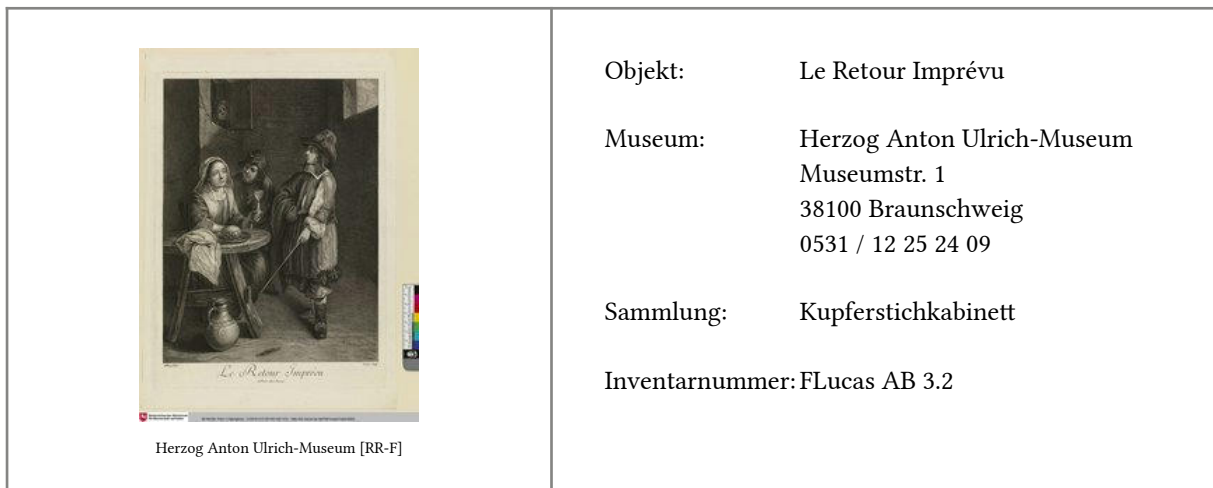 Le Retour Imprévu
Herzog Anton Ulrich-Museum [RR-F]
Objekt: Le Retour Imprévu
Museum: Herzog Anton Ulrich-Museum
Museumstr. 1
38100 Braunschweig
0531 / 12 25 24 09
Sammlung: Kupferstichkabinett
Inventarnummer: FLucas AB 3.2